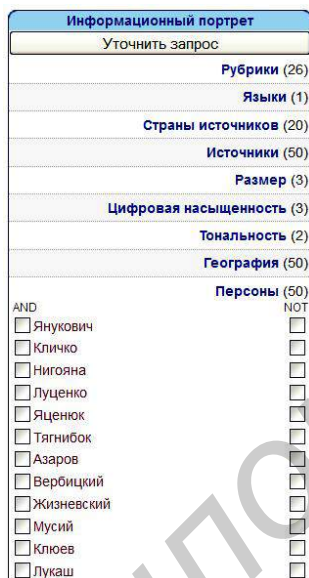 Информационный портрет
Уточнить запрос
Рубрики (26)
Языки (1)
Страны источников (20)
Источники (50)
Размер (3)
Цифровая насыщенность (3)
Тональность (2)
География (50)
Персоны (50)
AND NOT
Янукович
Кличко
Нигояна
Луценко
Яценюк
Тягнибок
Азаров
Вербицкий
Жизневский
Мусий
Клюев
Лукаш